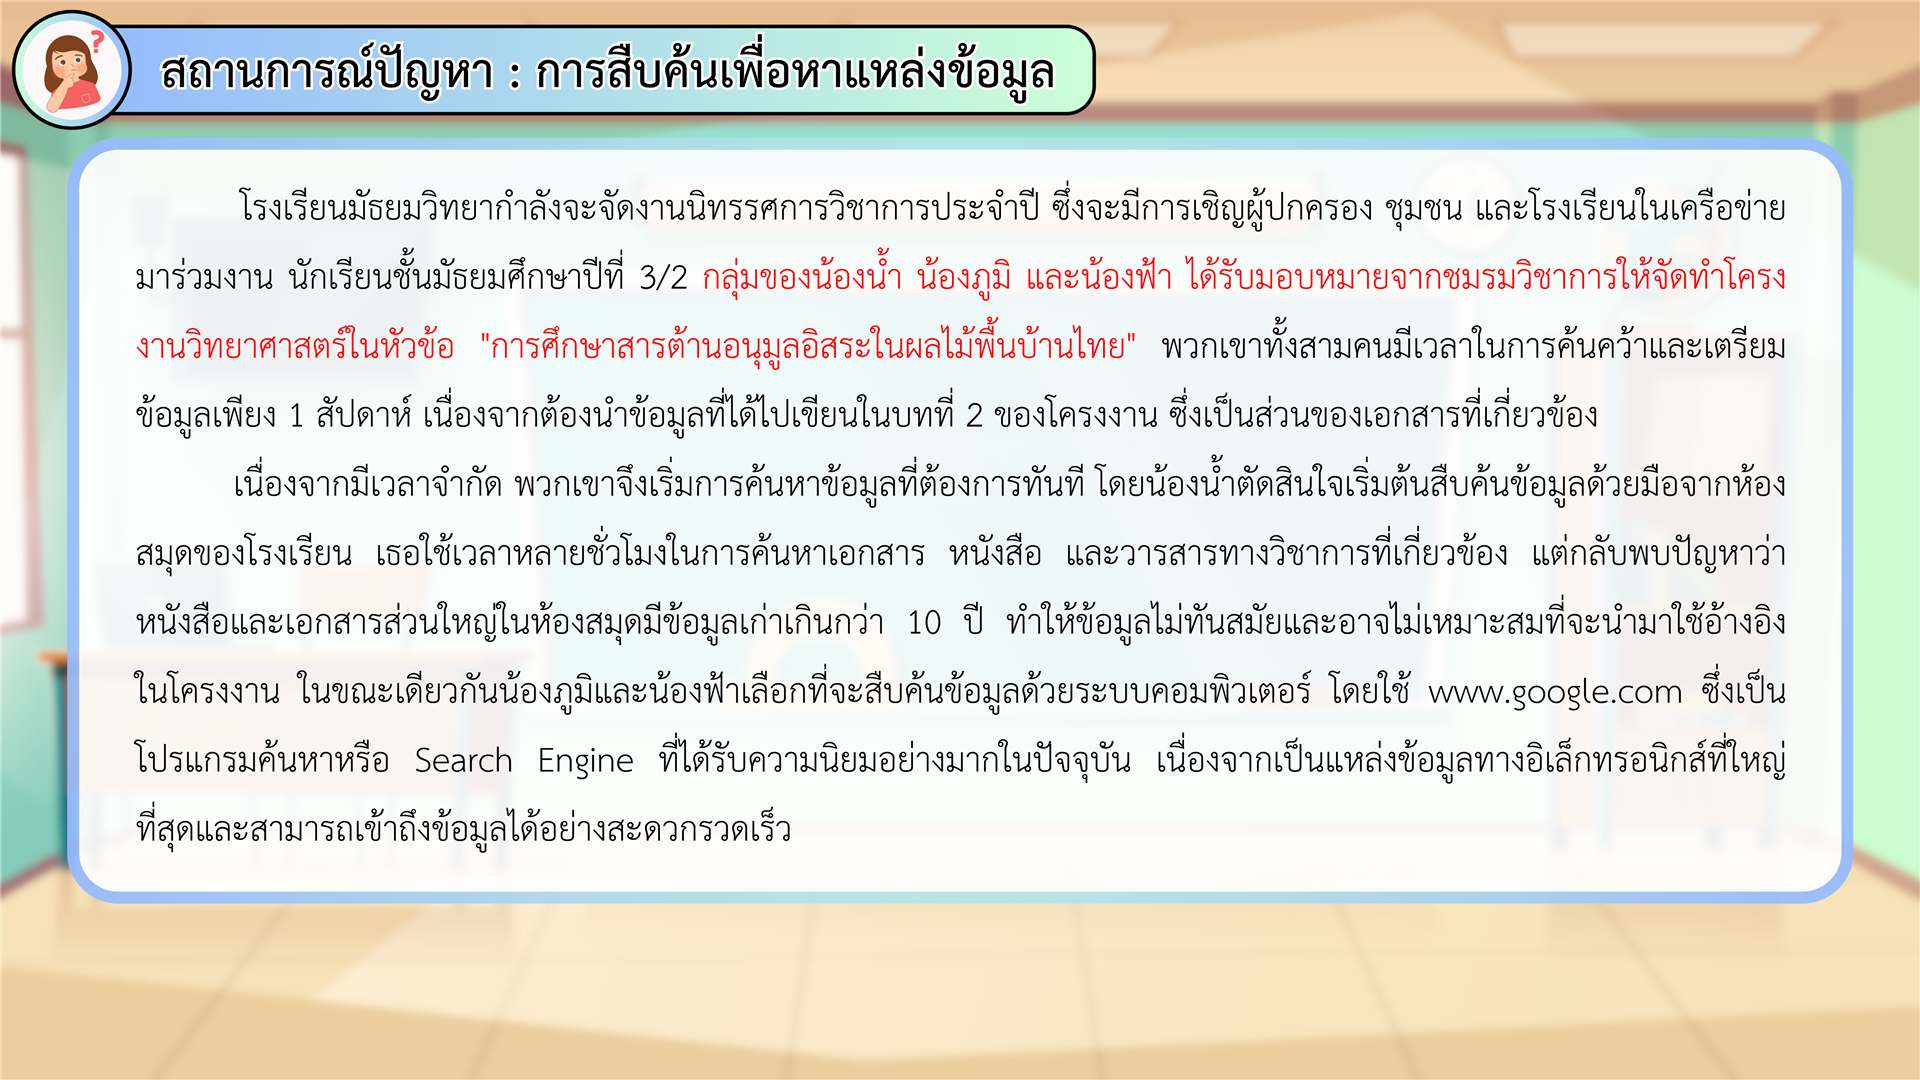 ?
สถานการณ์ปัญหา : การสืบค้นเพื่อหาแหล่งข้อมูล
โรงเรียนมัธยมวิทยากำลังจะจัดงานนิทรรศการวิชาการประจำปี ซึ่งจะมีการเชิญผู้ปกครอง ชุมชน และโรงเรียนในเครือข่าย
มาร่วมงาน นักเรียนชั้นมัธยมศึกษาปีที่ 3/2 กลุ่มของน้องน้ำ น้องภูมิ และน้องฟ้า ได้รับมอบหมายจากชมรมวิชาการให้จัดทำโครง
งานวิทยาศาสตร์ในหัวข้อ "การศึกษาสารต้านอนุมูลอิสระในผลไม้พื้นบ้านไทย" พวกเขาทั้งสามคนมีเวลาในการค้นคว้าและเตรียม
ข้อมูลเพียง 1 สัปดาห์ เนื่องจากต้องนำข้อมูลที่ได้ไปเขียนในบทที่ 2 ของโครงงาน ซึ่งเป็นส่วนของเอกสารที่เกี่ยวข้อง
เนื่องจากมีเวลาจำกัด พวกเขาจึงเริ่มการค้นหาข้อมูลที่ต้องการทันที โดยน้องน้ำตัดสินใจเริ่มต้นสืบค้นข้อมูลด้วยมือจากห้อง
สมุดของโรงเรียน เธอใช้เวลาหลายชั่วโมงในการค้นหาเอกสาร หนังสือ และวารสารทางวิชาการที่เกี่ยวข้อง แต่กลับพบปัญหาว่า
หนังสือและเอกสารส่วนใหญ่ในห้องสมุดมีข้อมูลเก่าเกินกว่า 10 ปี ทำให้ข้อมูลไม่ทันสมัยและอาจไม่เหมาะสมที่จะนำมาใช้อ้างอิง
ในโครงงาน ในขณะเดียวกันน้องภูมิและน้องฟ้าเลือกที่จะสืบค้นข้อมูลด้วยระบบคอมพิวเตอร์ โดยใช้ www.google.com ซึ่งเป็น
โปรแกรมค้นหาหรือ Search Engine ที่ได้รับความนิยมอย่างมากในปัจจุบัน เนื่องจากเป็นแหล่งข้อมูลทางอิเล็กทรอนิกส์ที่ใหญ่
ที่สุดและสามารถเข้าถึงข้อมูลได้อย่างสะดวกรวดเร็ว